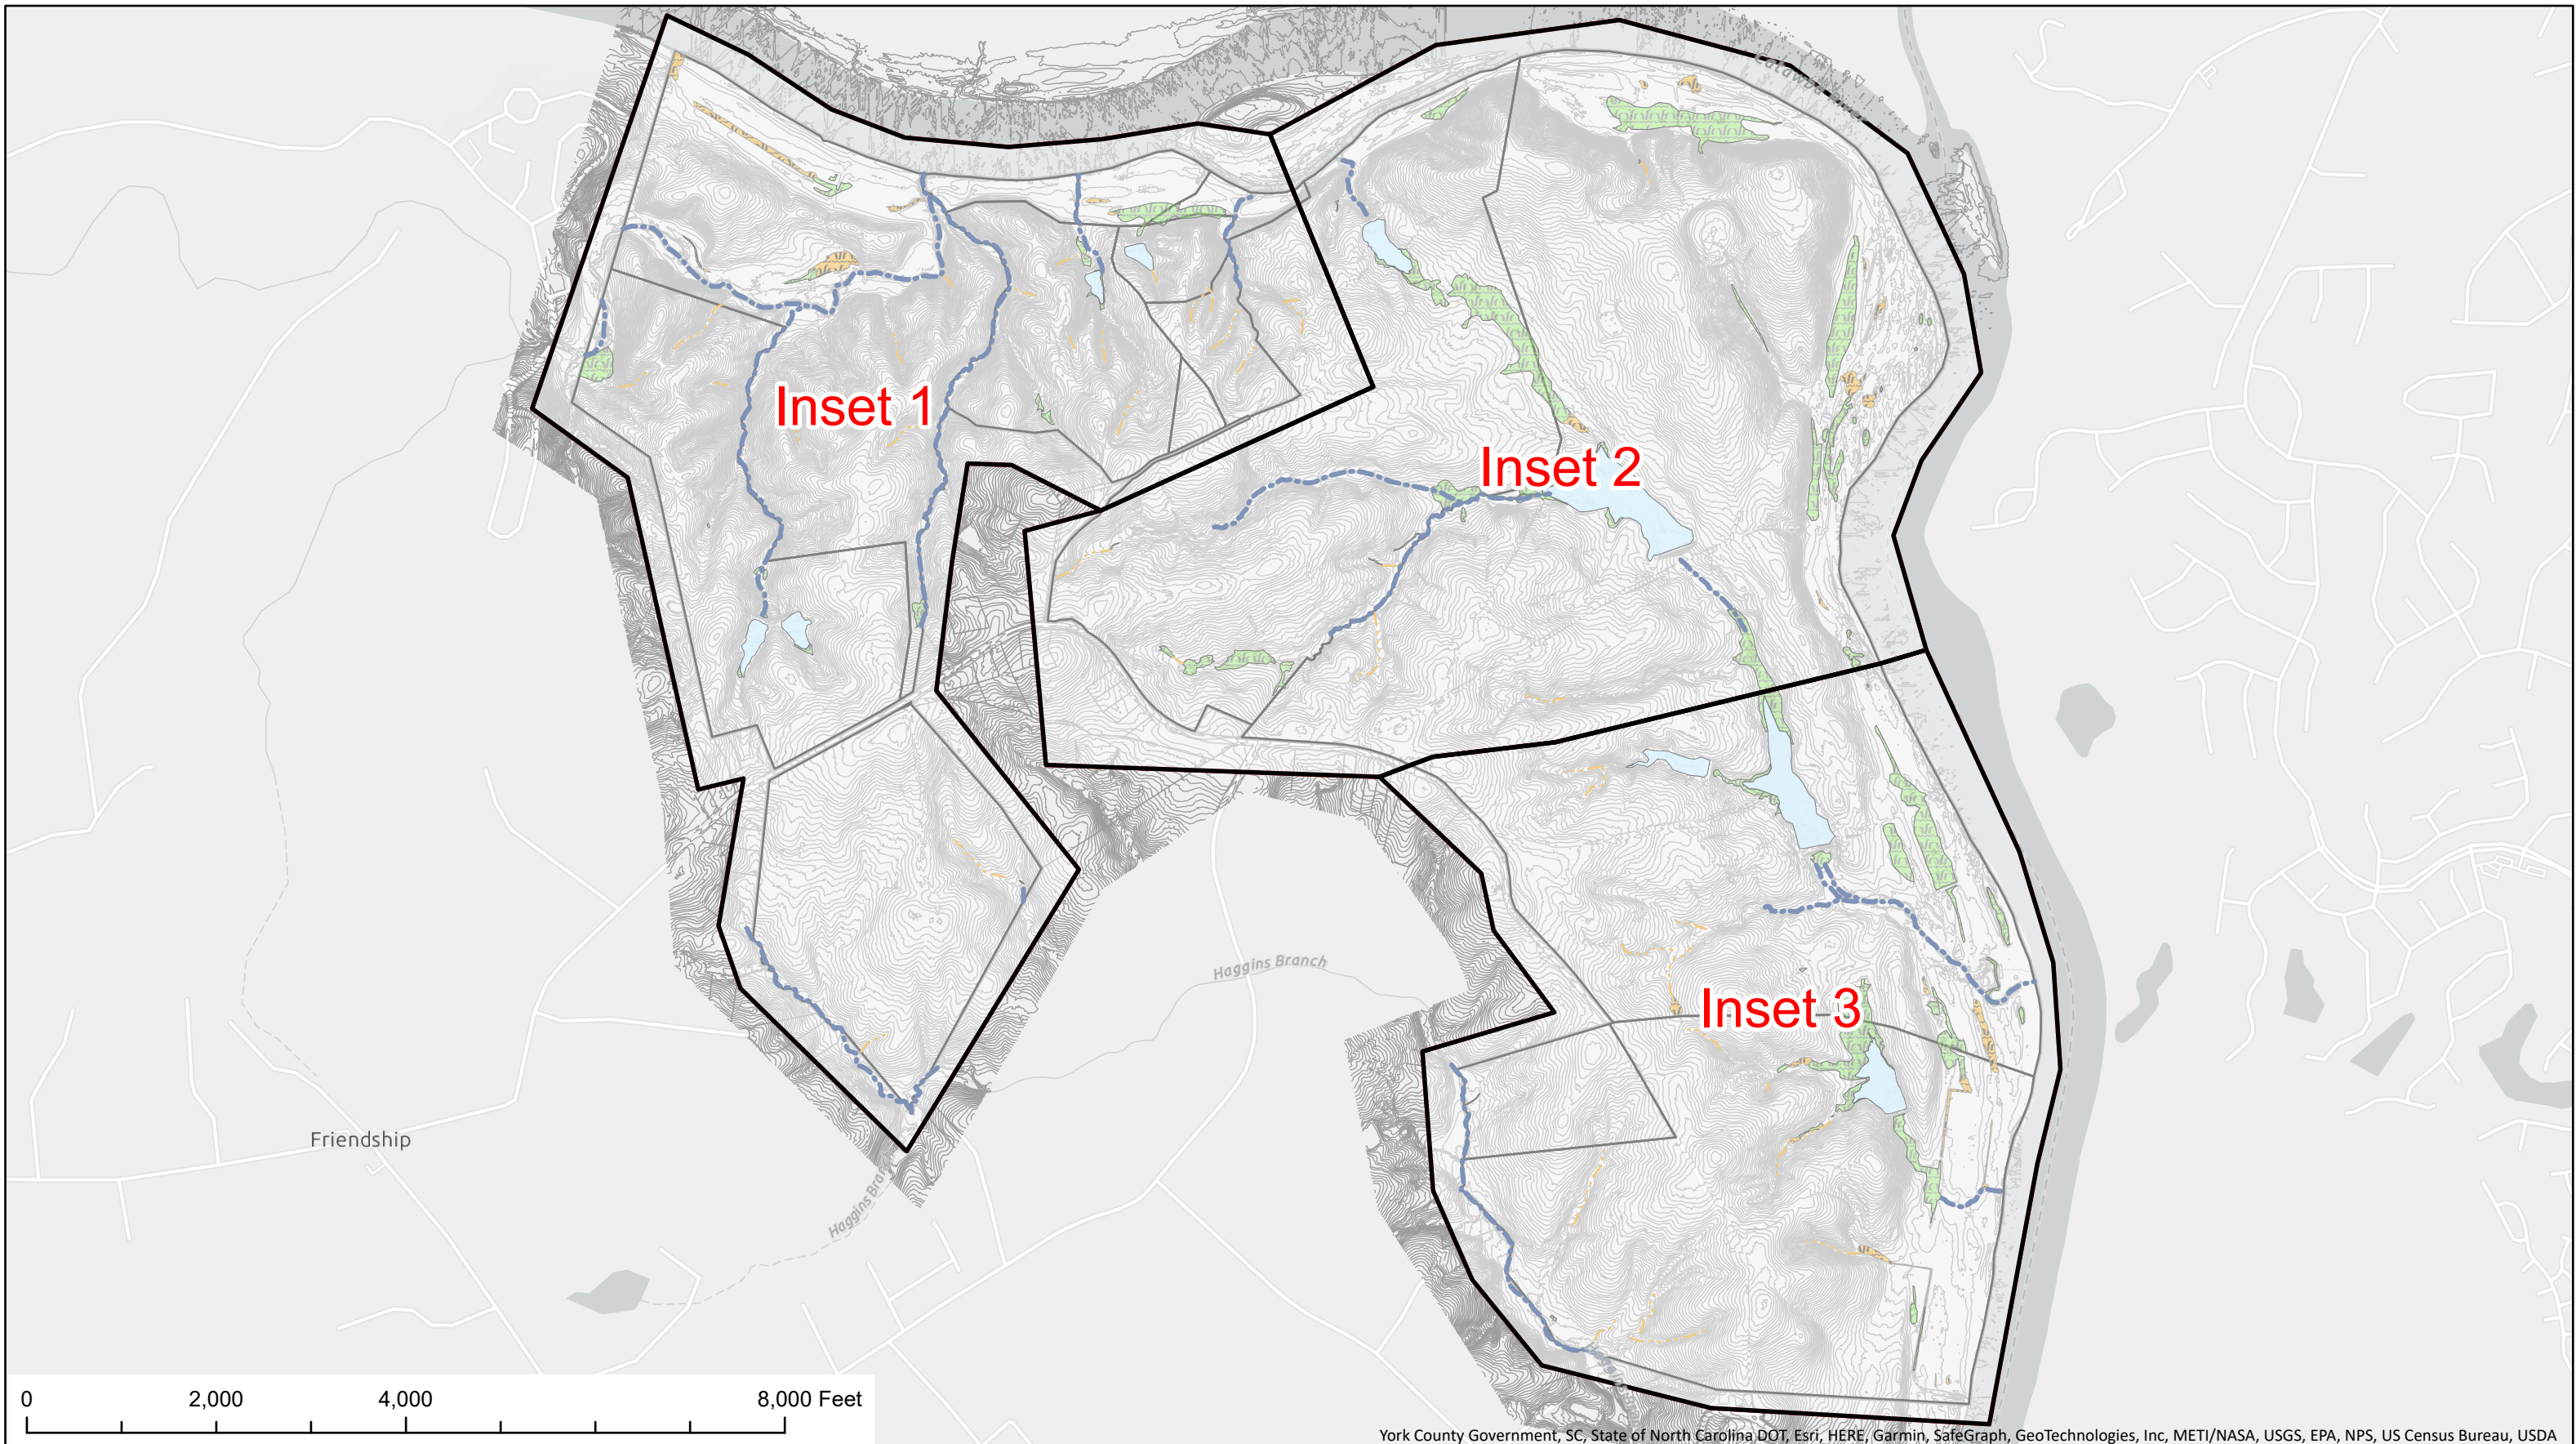 Catawba River
Inset 1
Inset 2
Haggins Branch
Inset 3
Friendship
Haggins Branch
Haggins
0 2,000 4,000 8,000 Feet
York County Government, SC, State of North Carolina DOT, Esri, HERE, Garmin, SafeGraph, GeoTechnologies, Inc, METI/NASA, USGS, EPA, NPS, US Census Bureau, USDA